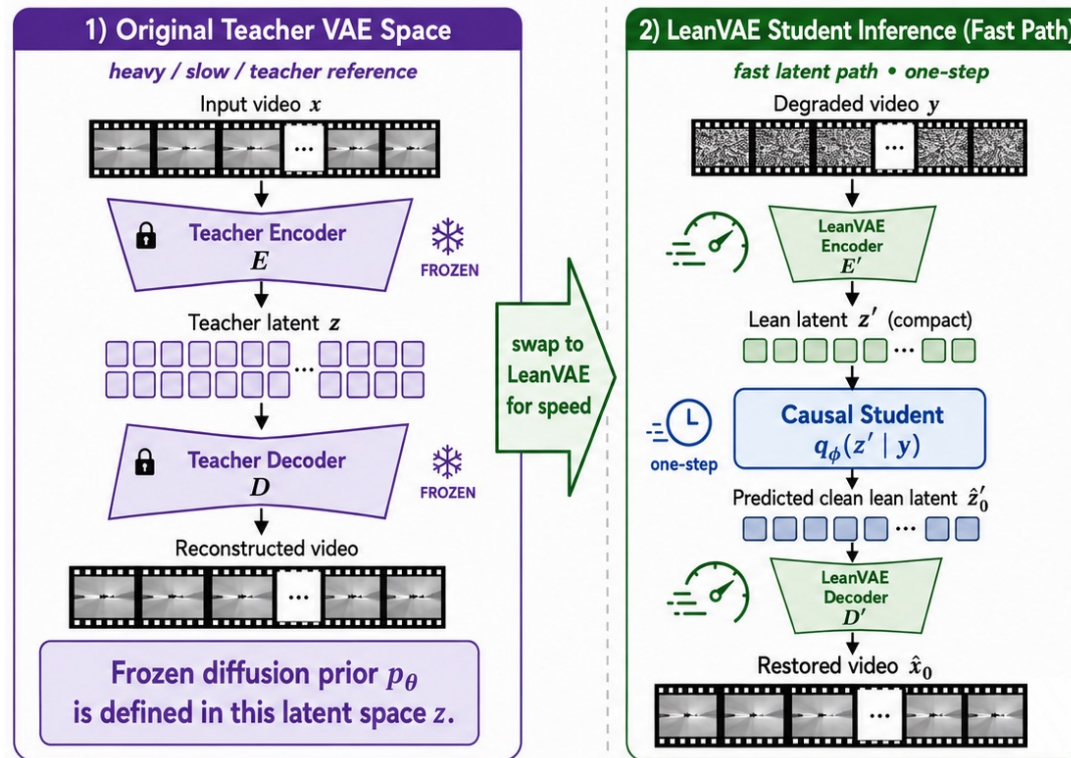 1) Original Teacher VAE Space
heavy / slow / teacher reference
Input video x
...
Teacher Encoder
E
FROZEN
Teacher latent z
...
Teacher Decoder
D
FROZEN
Reconstructed video
...
Frozen diffusion prior pθ
is defined in this latent space z.
swap to
LeanVAE
for speed
2) LeanVAE Student Inference (Fast Path)
fast latent path • one-step
Degraded video y
...
LeanVAE
Encoder
E′
Lean latent z′ (compact)
...
one-step
Causal Student
qϕ(z′ | y)
Predicted clean lean latent ẑ′₀
...
LeanVAE
Decoder
D′
Restored video x̂₀
...